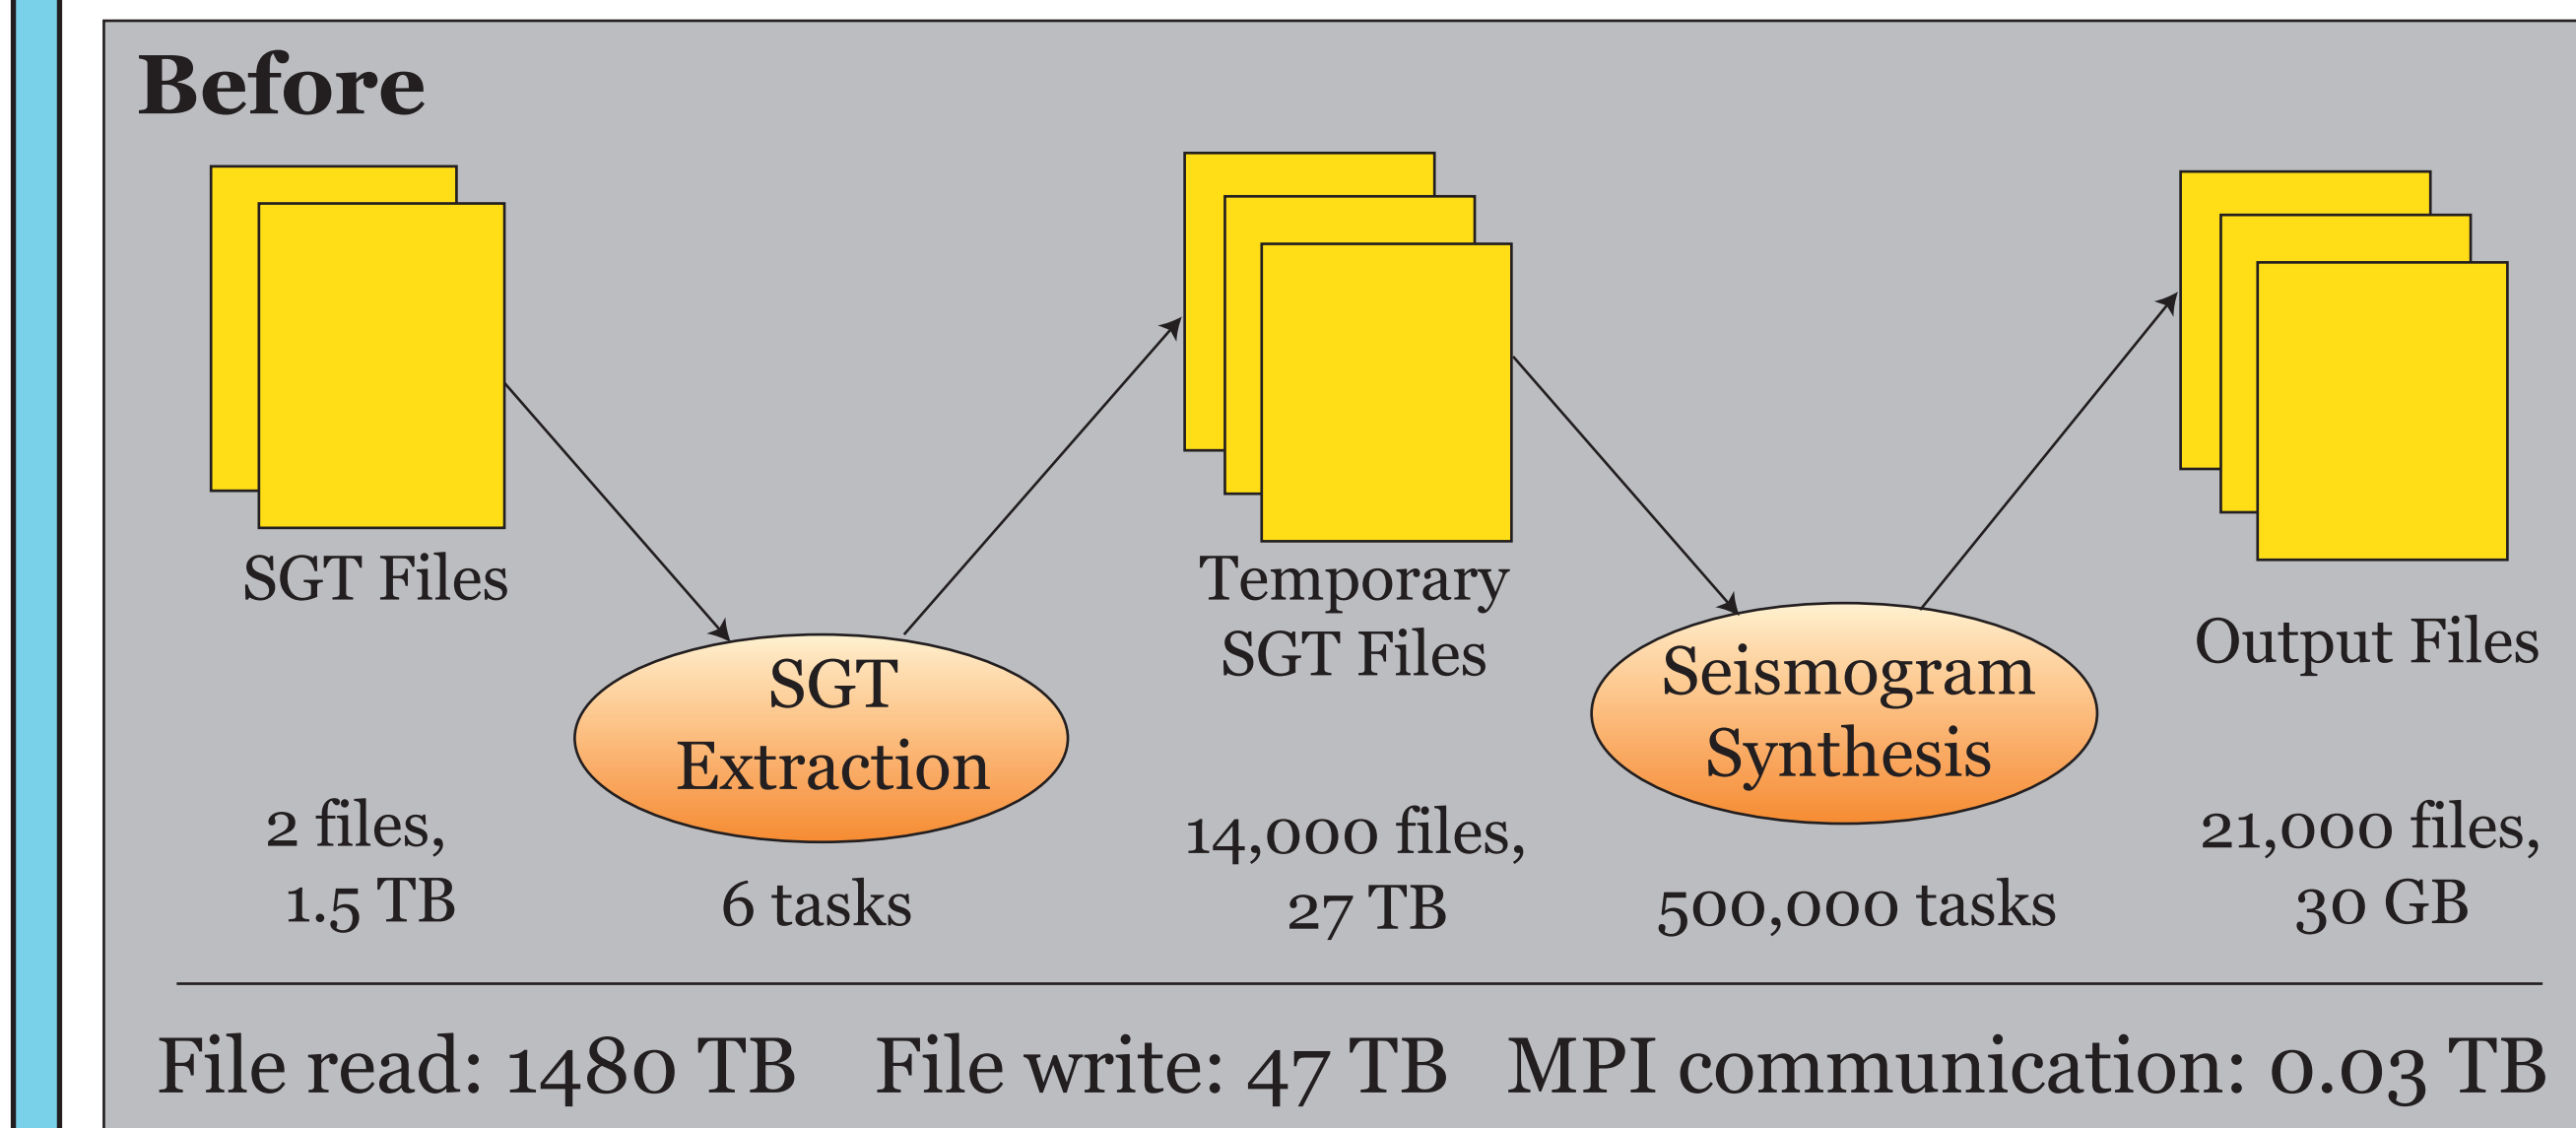 Before
SGT Files
SGT
Extraction
Temporary
SGT Files
Seismogram
Synthesis
Output Files
2 files,
1.5 TB
6 tasks
14,000 files,
27 TB
500,000 tasks
21,000 files,
30 GB
File read: 1480 TB File write: 47 TB MPI communication: 0.03 TB